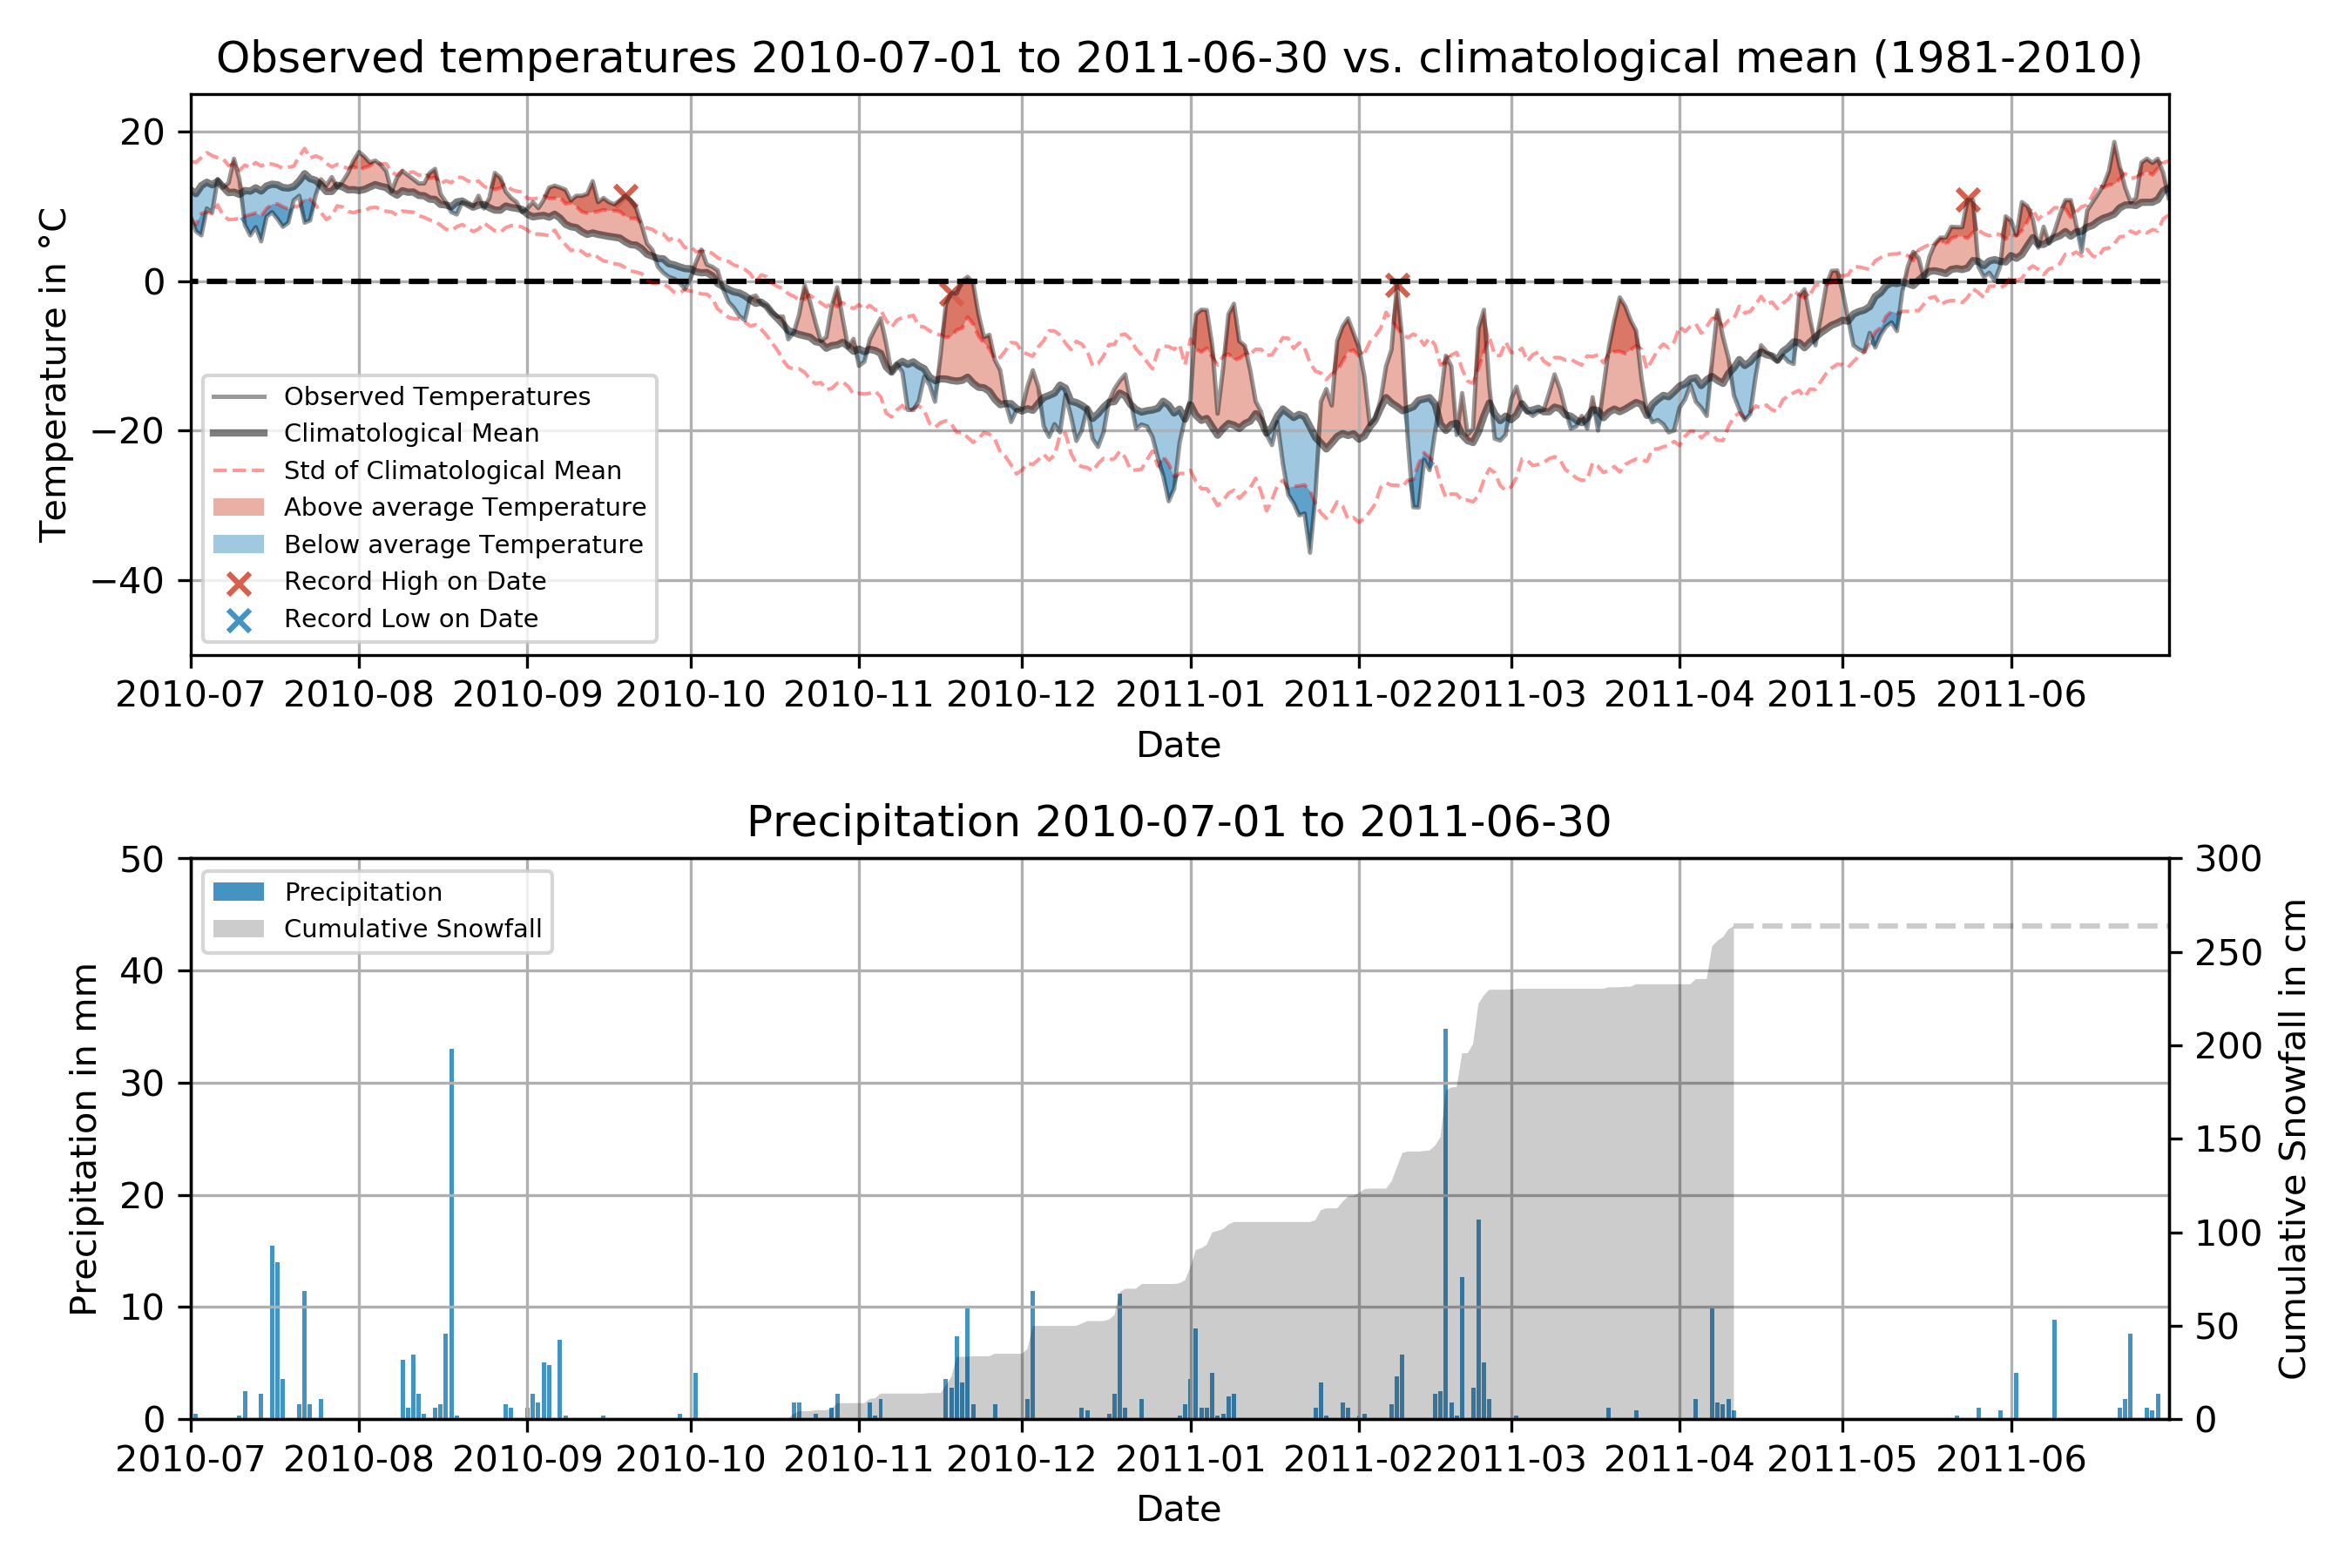 Observed temperatures 2010-07-01 to 2011-06-30 vs. climatological mean (1981-2010)
20
0
−20
−40
Temperature in °C
Observed Temperatures
Climatological Mean
Std of Climatological Mean
Above average Temperature
Below average Temperature
Record High on Date
Record Low on Date
2010-07 2010-08 2010-09 2010-10 2010-11 2010-12 2011-01 2011-02 2011-03 2011-04 2011-05 2011-06
Date
Precipitation 2010-07-01 to 2011-06-30
50
40
30
20
10
0
Precipitation in mm
Precipitation
Cumulative Snowfall
300
250
200
150
100
50
0
Cumulative Snowfall in cm
2010-07 2010-08 2010-09 2010-10 2010-11 2010-12 2011-01 2011-02 2011-03 2011-04 2011-05 2011-06
Date